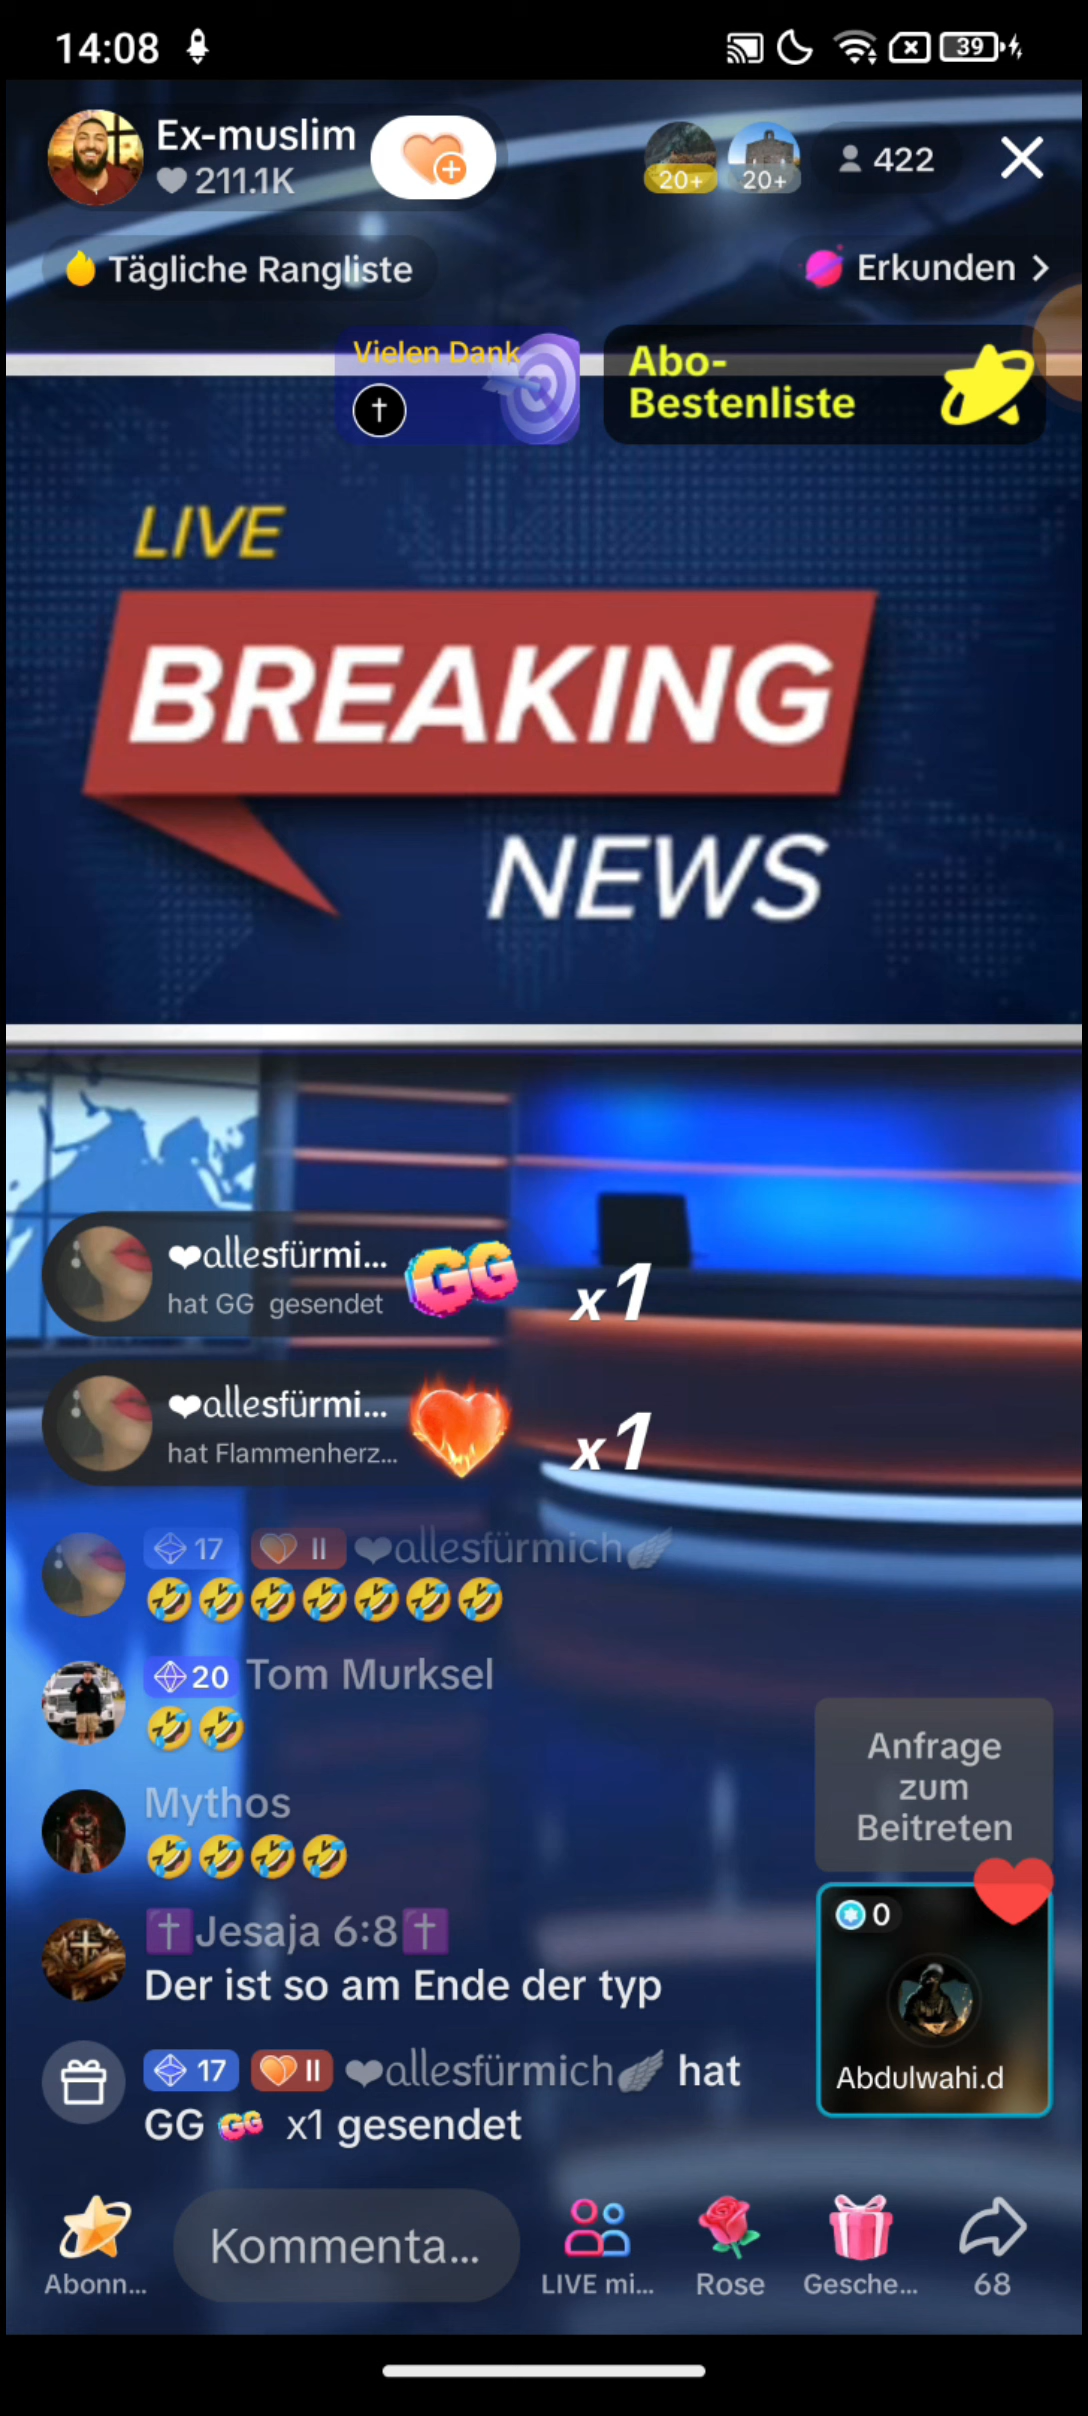 14:08
39
Ex-muslim
211.1K
20+
20+
422
Tägliche Rangliste
Erkunden
Vielen Dank
Abo-
Bestenliste
LIVE
BREAKING
NEWS
❤allesfürmi...
hat GG gesendet
x1
❤allesfürmi...
hat Flammenherz...
x1
17 II ❤allesfürmich🪽
🤣🤣🤣🤣🤣🤣🤣
20 Tom Murksel
🤣🤣
Mythos
🤣🤣🤣🤣
✝️Jesaja 6:8✝️
Der ist so am Ende der typ
17 II ❤allesfürmich🪽 hat
GG GG x1 gesendet
Anfrage
zum
Beitreten
0
Abdulwahi.d
Abonn...
Kommenta...
LIVE mi...
Rose
Gesche...
68